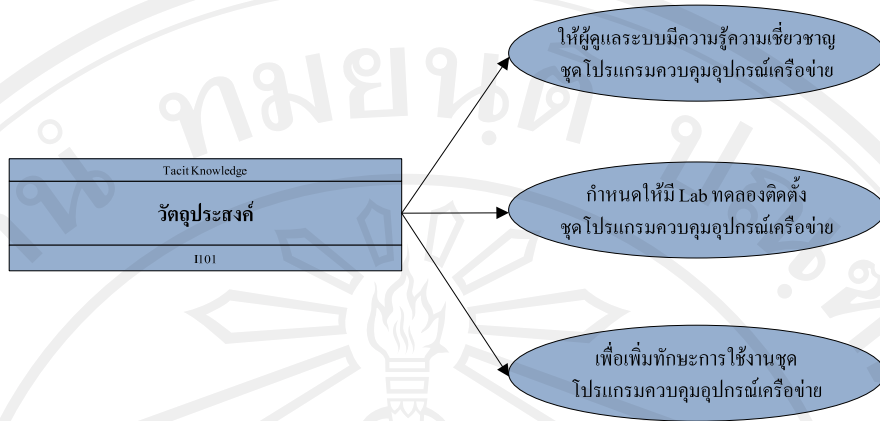 ให้ผู้ดูแลระบบมีความรู้ความเชี่ยวชาญ
ชุดโปรแกรมควบคุมอุปกรณ์เครือข่าย
Tacit Knowledge
วัตถุประสงค์
I101
กำหนดให้มี Lab ทดลองติดตั้ง
ชุดโปรแกรมควบคุมอุปกรณ์เครือข่าย
เพื่อเพิ่มทักษะการใช้งานชุด
โปรแกรมควบคุมอุปกรณ์เครือข่าย